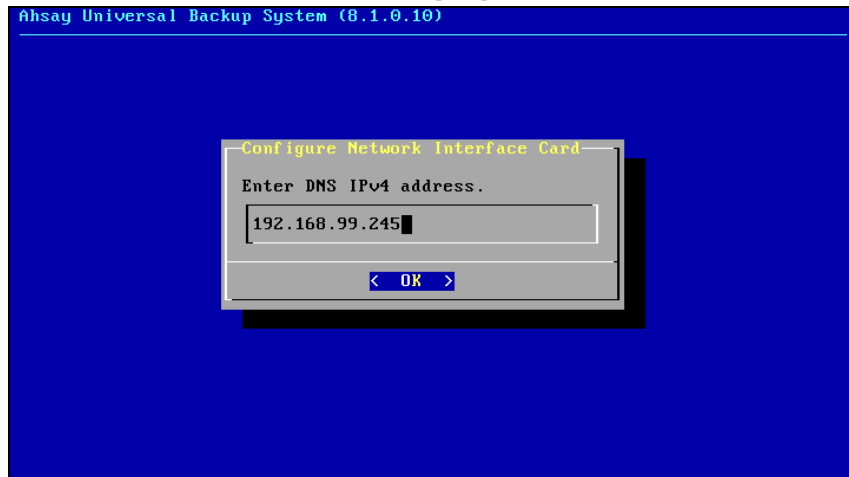 Ahsay Universal Backup System (8.1.0.10)
Configure Network Interface Card
Enter DNS IPv4 address.
192.168.99.245
< OK >